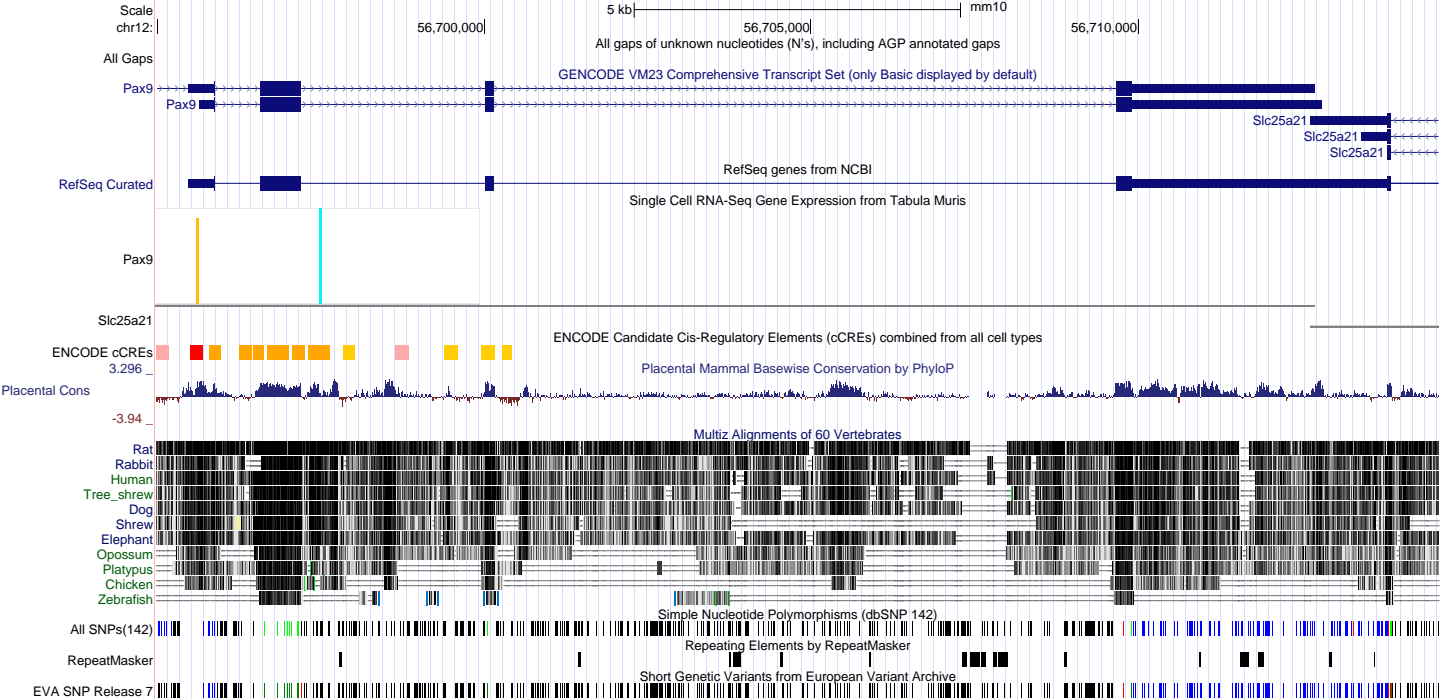 Scale 5 kb mm10
chr12: 56,700,000 56,705,000 56,710,000
All gaps of unknown nucleotides (N's), including AGP annotated gaps
All Gaps
GENCODE VM23 Comprehensive Transcript Set (only Basic displayed by default)
Pax9
Pax9
Slc25a21
Slc25a21
Slc25a21
RefSeq genes from NCBI
RefSeq Curated
Single Cell RNA-Seq Gene Expression from Tabula Muris
Pax9
Slc25a21
ENCODE Candidate Cis-Regulatory Elements (cCREs) combined from all cell types
ENCODE cCREs
3.296 _
Placental Mammal Basewise Conservation by PhyloP
Placental Cons
-3.94 _
Multiz Alignments of 60 Vertebrates
Rat
Rabbit
Human
Tree_shrew
Dog
Shrew
Elephant
Opossum
Platypus
Chicken
Zebrafish
Simple Nucleotide Polymorphisms (dbSNP 142)
All SNPs(142)
Repeating Elements by RepeatMasker
RepeatMasker
Short Genetic Variants from European Variant Archive
EVA SNP Release 7